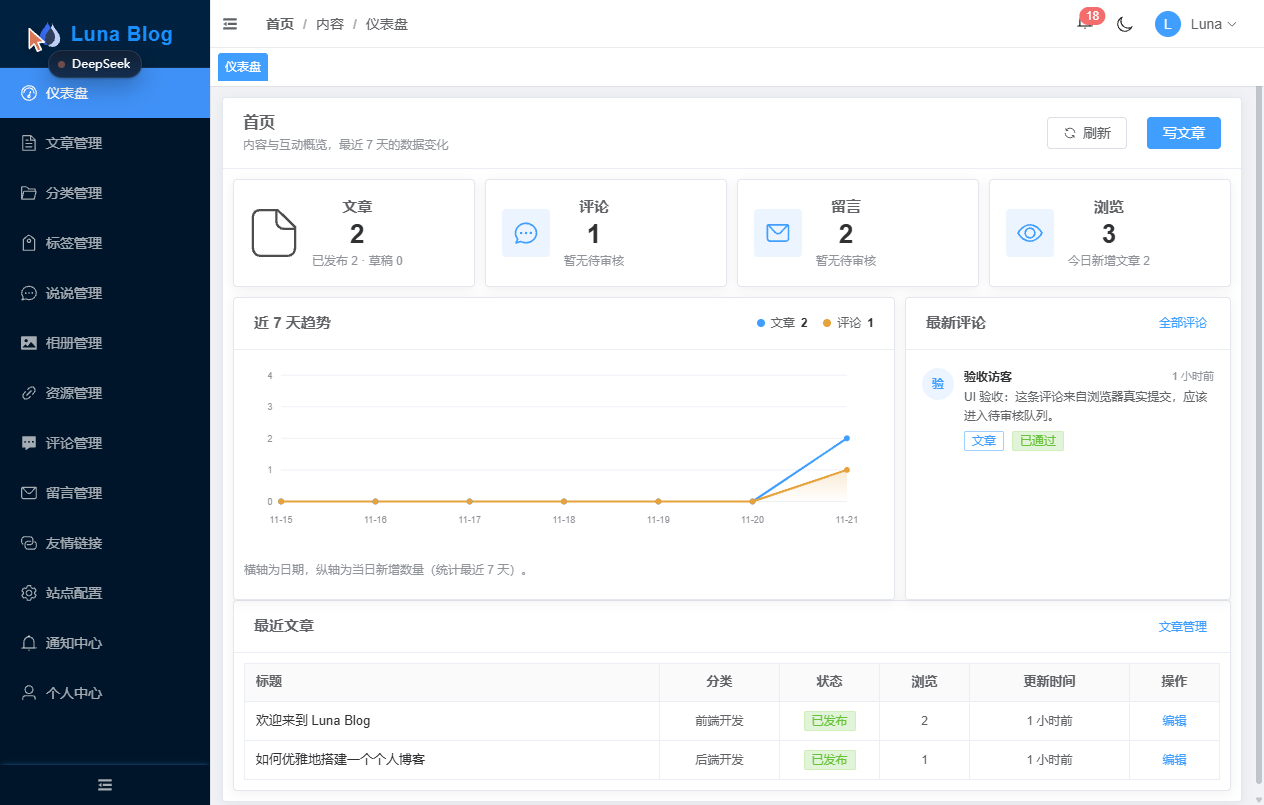 Luna Blog
DeepSeek
仪表盘
文章管理
分类管理
标签管理
说说管理
相册管理
资源管理
评论管理
留言管理
友情链接
站点配置
通知中心
个人中心
首页 / 内容 / 仪表盘
18
L Luna
仪表盘
首页
内容与互动概览，最近 7 天的数据变化
刷新
写文章
文章
2
已发布 2 · 草稿 0
评论
1
暂无待审核
留言
2
暂无待审核
浏览
3
今日新增文章 2
近 7 天趋势
文章 2 评论 1
4
3
2
1
0
11-15 11-16 11-17 11-18 11-19 11-20 11-21
横轴为日期，纵轴为当日新增数量（统计最近 7 天）。
最新评论 全部评论
验
验收访客 1 小时前
UI 验收：这条评论来自浏览器真实提交，应该
进入待审核队列。
文章 已通过
最近文章 文章管理
标题 分类 状态 浏览 更新时间 操作
欢迎来到 Luna Blog 前端开发 已发布 2 1 小时前 编辑
如何优雅地搭建一个个人博客 后端开发 已发布 1 1 小时前 编辑